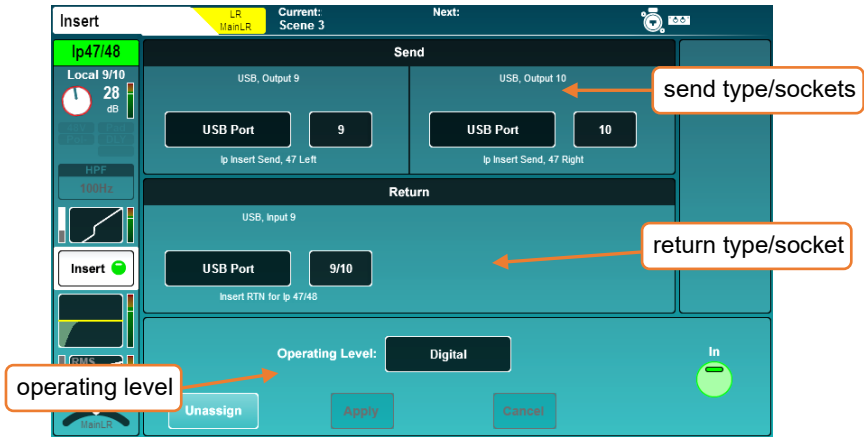 Insert
LR
MainLR
Current:
Scene 3
Next:
Ip47/48
Local 9/10
28
dB
HPF
100Hz
Insert
RMS
MainLR
Send
USB, Output 9
USB Port
9
Ip Insert Send, 47 Left
USB, Output 10
USB Port
10
Ip Insert Send, 47 Right
send type/sockets
Return
USB, Input 9
USB Port
9/10
Insert RTN for Ip 47/48
return type/socket
Operating Level:
Digital
In
operating level
Unassign
Apply
Cancel